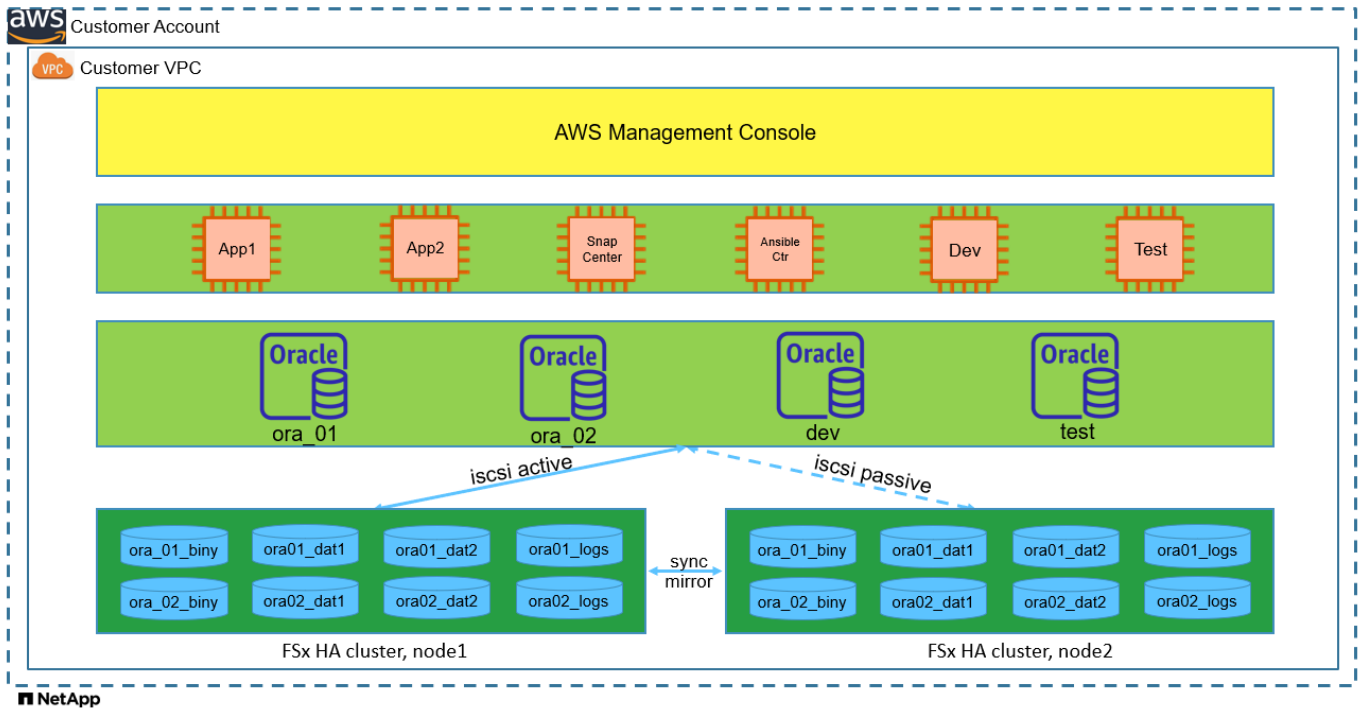 aws Customer Account
VPC Customer VPC
AWS Management Console
App1
App2
Snap
Center
Ansible
Ctr
Dev
Test
Oracle
ora_01
Oracle
ora_02
Oracle
dev
Oracle
test
iscsi active
iscsi passive
ora_01_biny
ora01_dat1
ora01_dat2
ora01_logs
ora_02_biny
ora02_dat1
ora02_dat2
ora02_logs
FSx HA cluster, node1
sync
mirror
ora_01_biny
ora01_dat1
ora01_dat2
ora01_logs
ora_02_biny
ora02_dat1
ora02_dat2
ora02_logs
FSx HA cluster, node2
NetApp